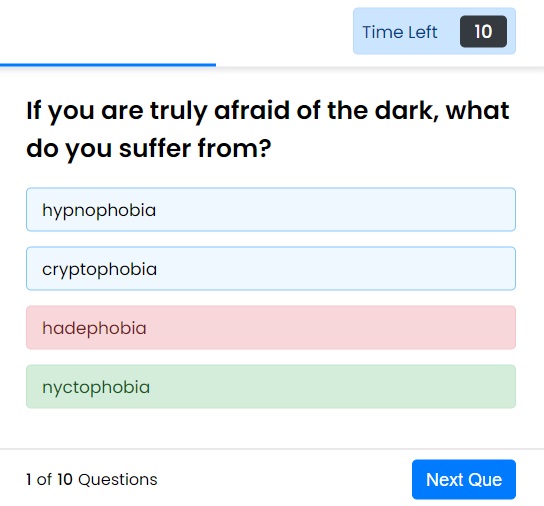 Time Left 10
If you are truly afraid of the dark, what
do you suffer from?
hypnophobia
cryptophobia
hadephobia
nyctophobia
1 of 10 Questions
Next Que